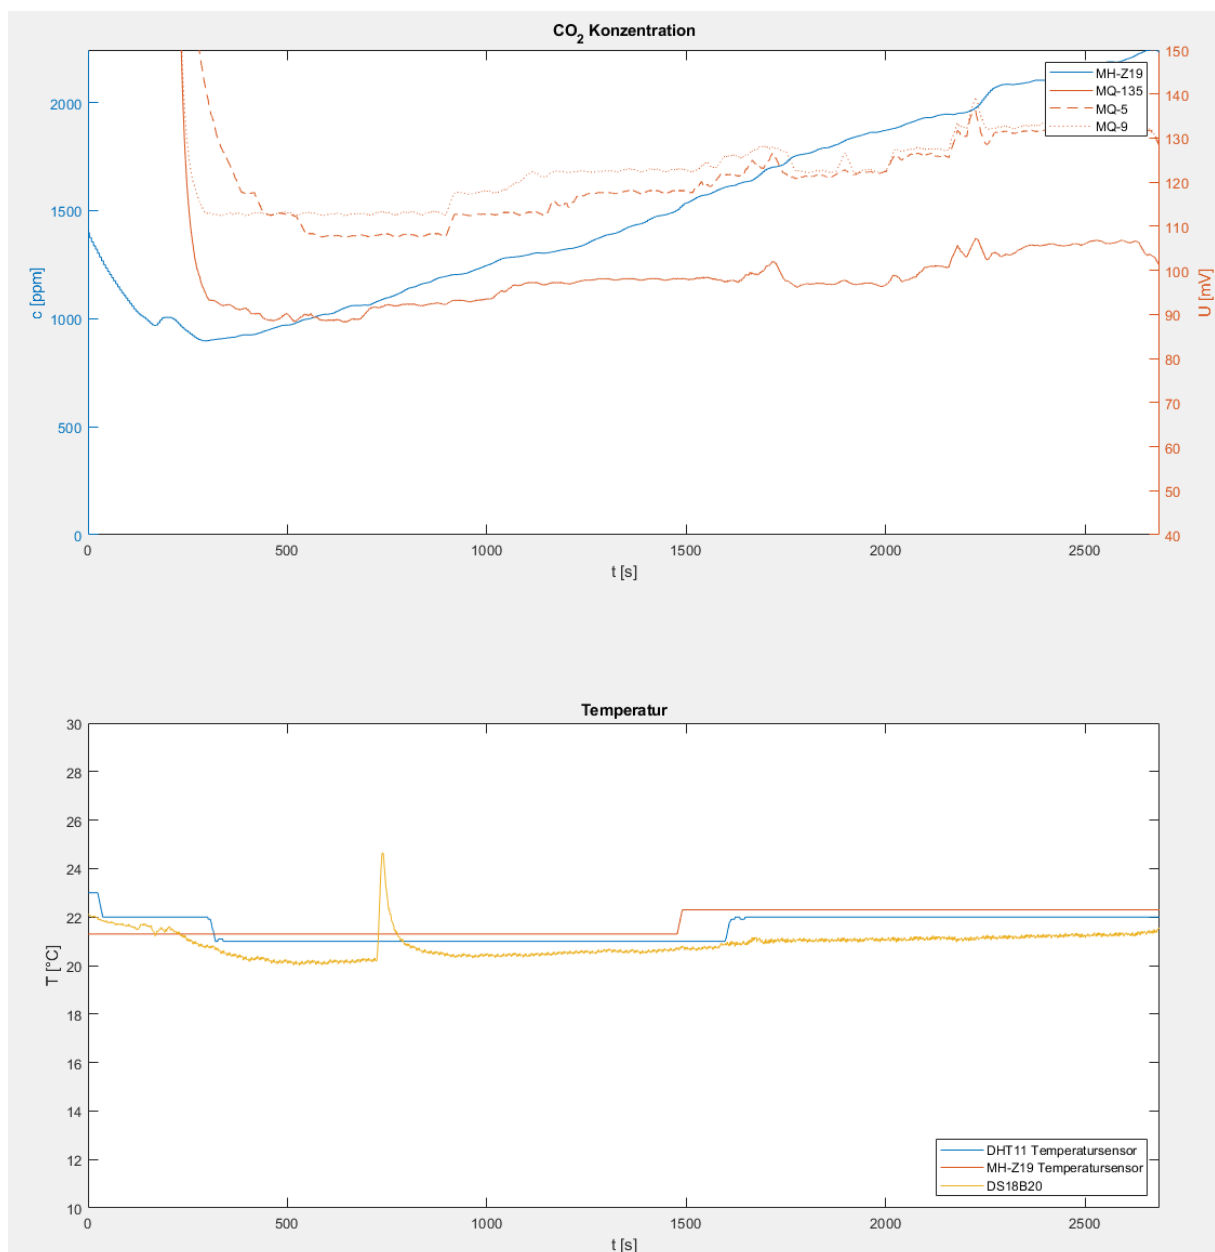 CO2 Konzentration
MH-Z19
MQ-135
MQ-5
MQ-9
2000
1500
1000
500
0
c [ppm]
150
140
130
120
110
100
90
80
70
60
50
40
U [mV]
0 500 1000 1500 2000 2500
t [s]
Temperatur
30
28
26
24
22
20
18
16
14
12
10
T [°C]
DHT11 Temperatursensor
MH-Z19 Temperatursensor
DS18B20
0 500 1000 1500 2000 2500
t [s]